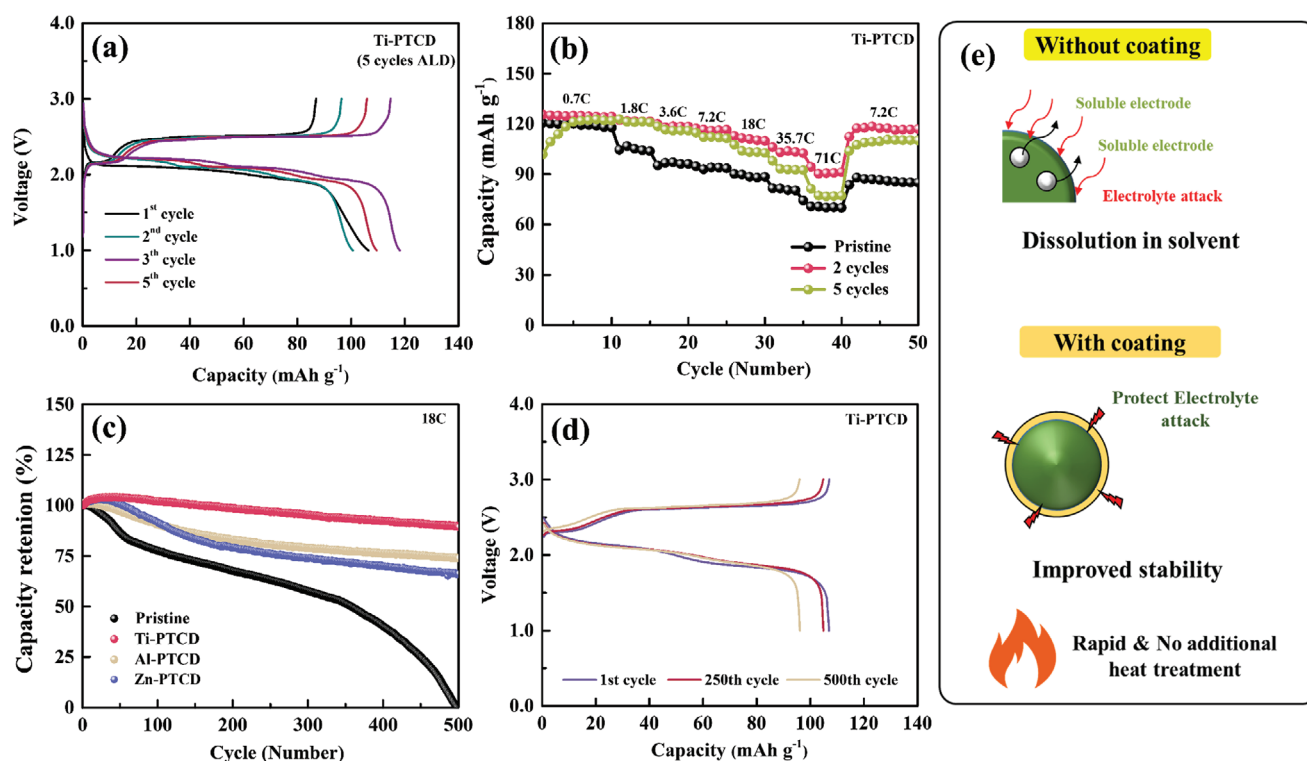 (a)
Ti-PTCD
(5 cycles ALD)
4.0
3.0
2.0
1.0
0.0
Voltage (V)
1st cycle
2nd cycle
3th cycle
5th cycle
0 20 40 60 80 100 120 140
Capacity (mAh g-1)
(b)
Ti-PTCD
180
150
120
90
60
30
0
Capacity (mAh g-1)
0.7C
1.8C
3.6C
7.2C
18C
35.7C
71C
7.2C
Pristine
2 cycles
5 cycles
10 20 30 40 50
Cycle (Number)
(c)
18C
150
125
100
75
50
25
0
Capacity retenion (%)
Pristine
Ti-PTCD
Al-PTCD
Zn-PTCD
0 100 200 300 400 500
Cycle (Number)
(d)
Ti-PTCD
4.0
3.0
2.0
1.0
0.0
Voltage (V)
1st cycle 250th cycle 500th cycle
0 20 40 60 80 100 120 140
Capacity (mAh g-1)
(e)
Without coating
Soluble electrode
Soluble electrode
Electrolyte attack
Dissolution in solvent
With coating
Protect Electrolyte
attack
Improved stability
Rapid & No additional
heat treatment